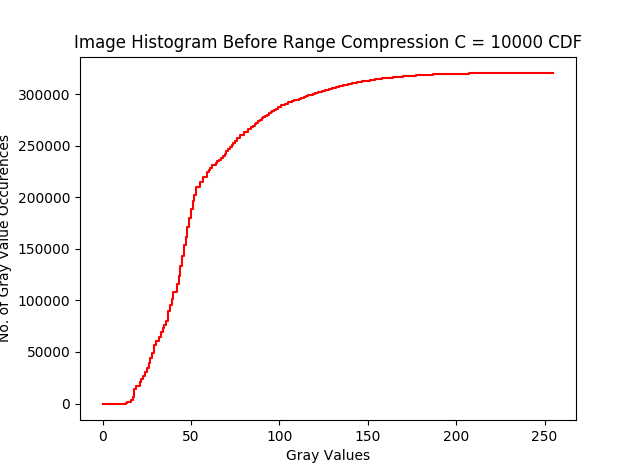 Image Histogram Before Range Compression C = 10000 CDF
300000
250000
200000
150000
100000
50000
0
No. of Gray Value Occurences
0 50 100 150 200 250
Gray Values